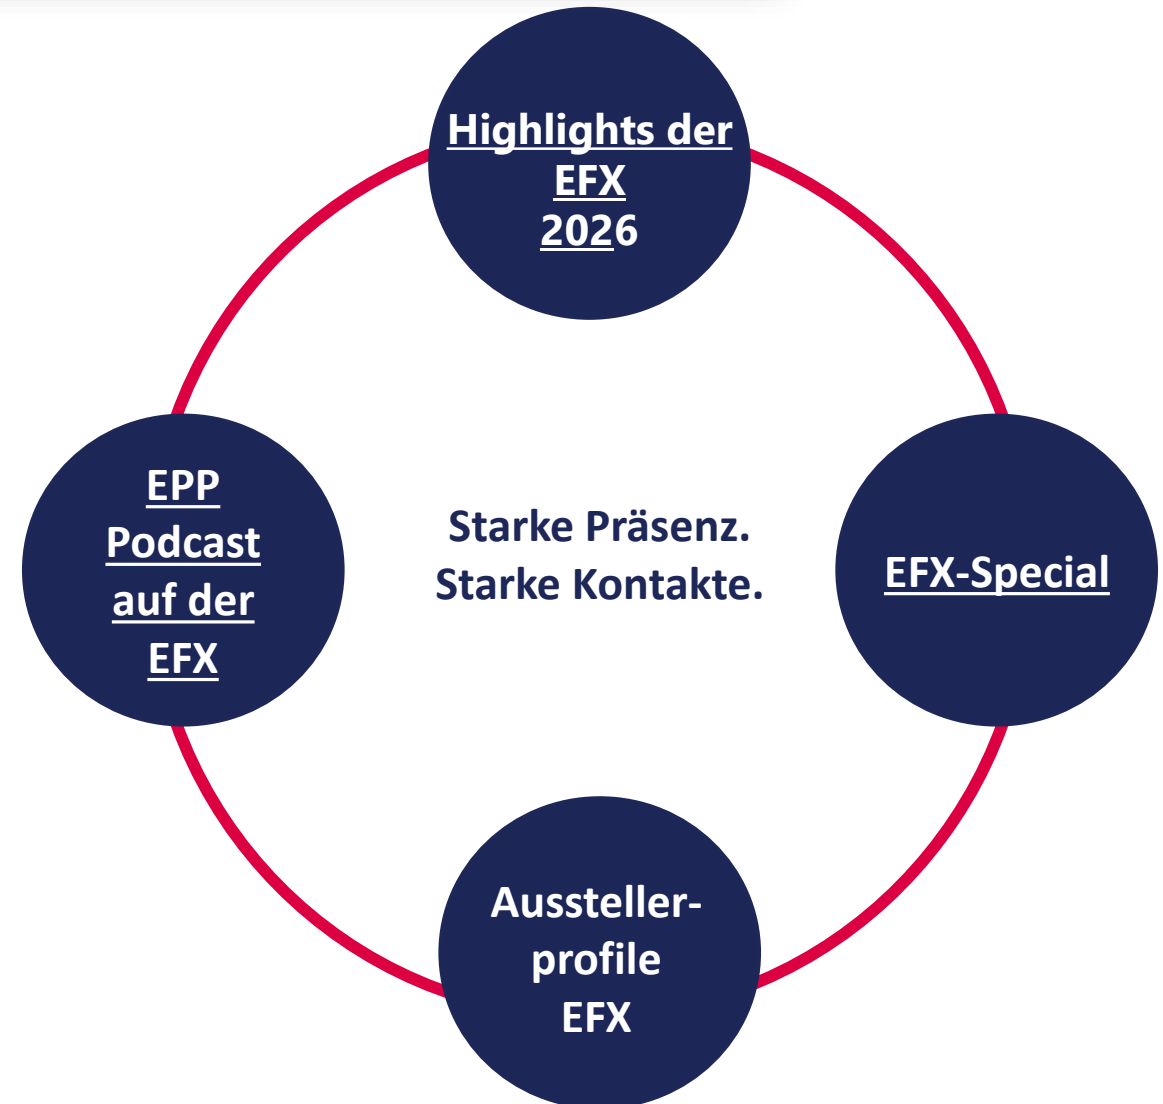 Highlights der
EFX
2026
EPP
Podcast
auf der
EFX
Starke Präsenz.
Starke Kontakte.
EFX-Special
Aussteller-
profile
EFX